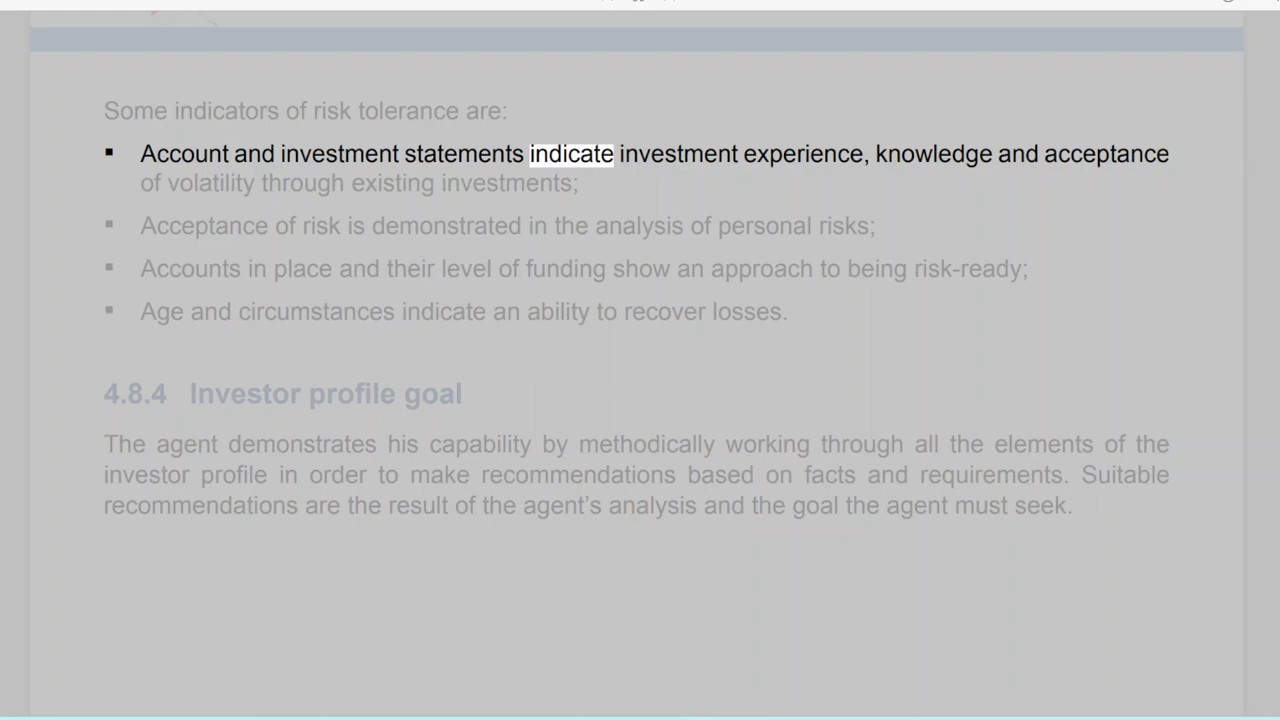 Some indicators of risk tolerance are:
▪ Account and investment statements indicate investment experience, knowledge and acceptance
of volatility through existing investments;
▪ Acceptance of risk is demonstrated in the analysis of personal risks;
▪ Accounts in place and their level of funding show an approach to being risk-ready;
▪ Age and circumstances indicate an ability to recover losses.
4.8.4 Investor profile goal
The agent demonstrates his capability by methodically working through all the elements of the
investor profile in order to make recommendations based on facts and requirements. Suitable
recommendations are the result of the agent’s analysis and the goal the agent must seek.